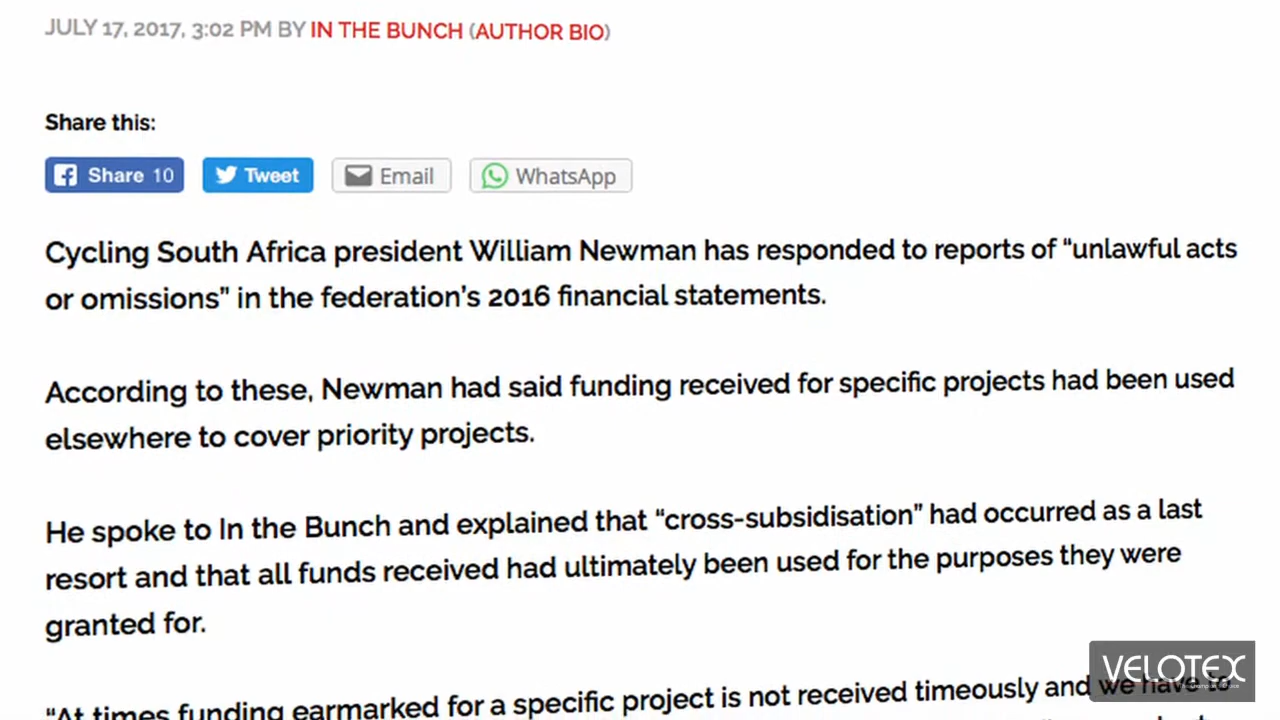 JULY 17, 2017, 3:02 PM BY IN THE BUNCH (AUTHOR BIO)
Share this:
Share 10 Tweet Email WhatsApp
Cycling South Africa president William Newman has responded to reports of “unlawful acts
or omissions” in the federation’s 2016 financial statements.
According to these, Newman had said funding received for specific projects had been used
elsewhere to cover priority projects.
He spoke to In the Bunch and explained that “cross-subsidisation” had occurred as a last
resort and that all funds received had ultimately been used for the purposes they were
granted for.
“At times funding earmarked for a specific project is not received timeously and we have to
VELOTEX